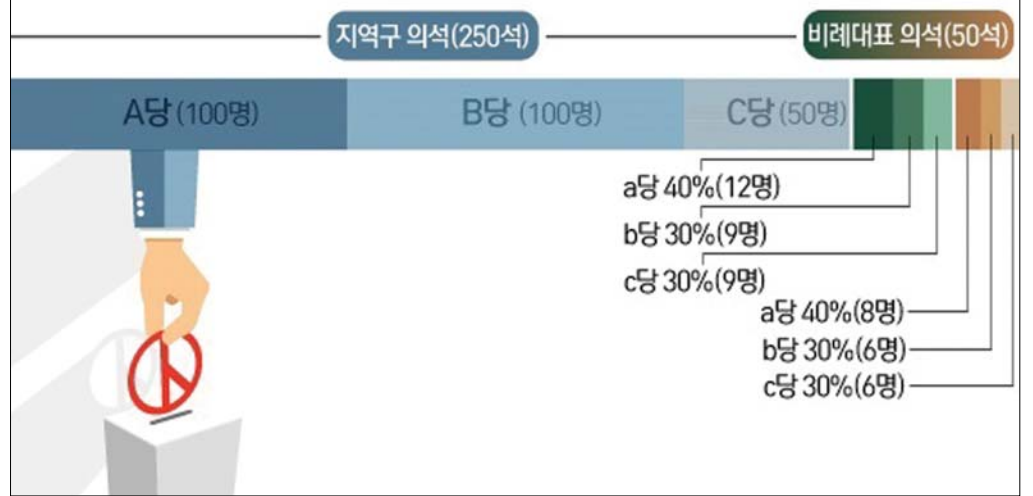 지역구 의석(250석)
비례대표 의석(50석)
A당 (100명)
B당 (100명)
C당 (50명)
a당 40%(12명)
b당 30%(9명)
c당 30%(9명)
a당 40%(8명)
b당 30%(6명)
c당 30%(6명)